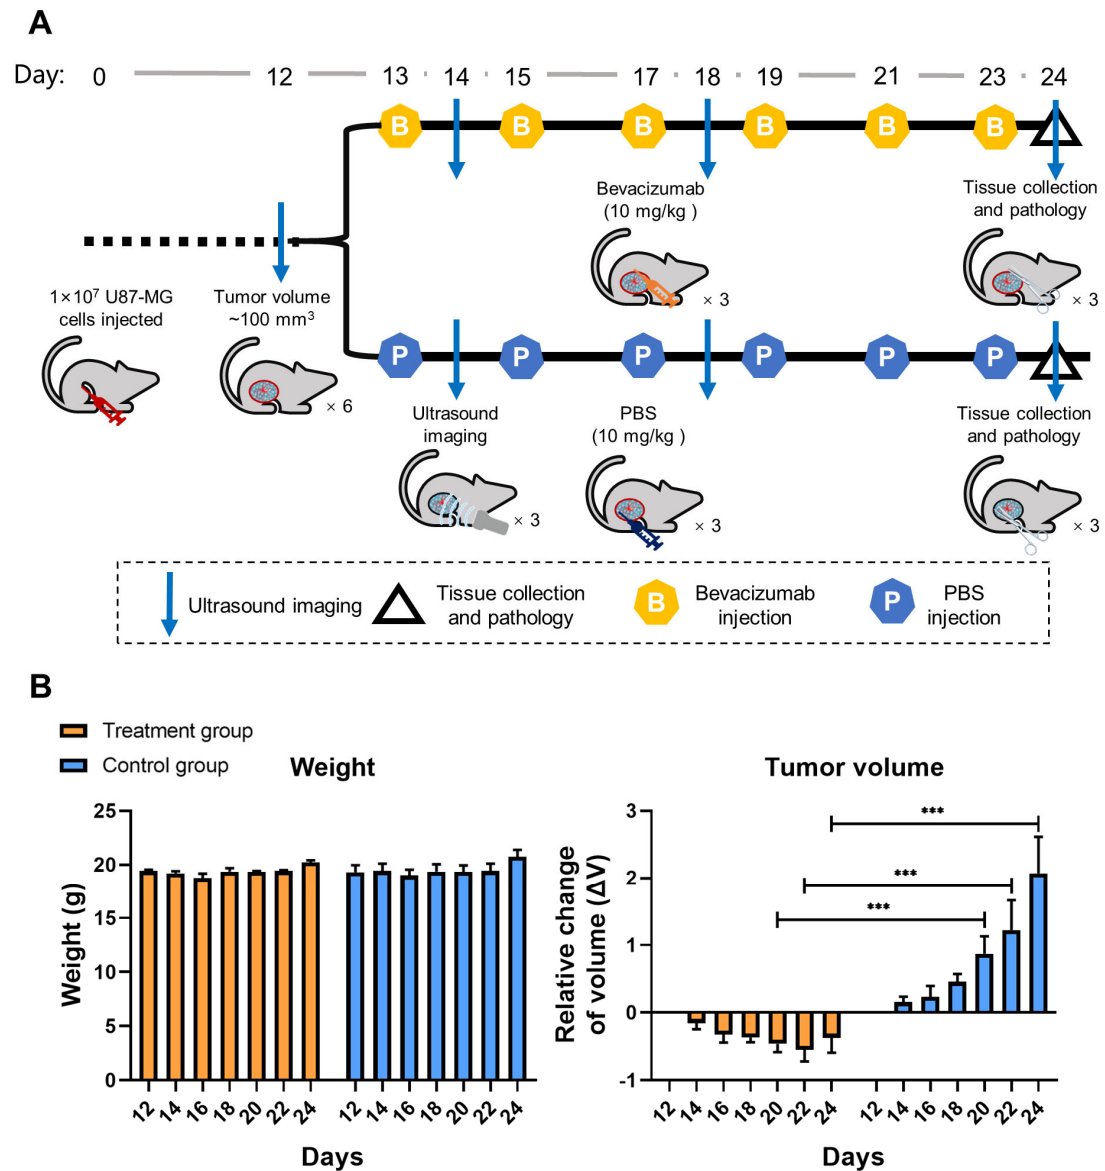 A
Day: 0 12 13 14 15 17 18 19 21 23 24
B B B B B B
Bevacizumab
(10 mg/kg )
× 3
Tissue collection
and pathology
× 3
1×10⁷ U87-MG
cells injected
Tumor volume
~100 mm³
× 6
P P P P P P
Ultrasound
imaging
× 3
PBS
(10 mg/kg )
× 3
Tissue collection
and pathology
× 3
Ultrasound imaging
Tissue collection
and pathology
B
Bevacizumab
injection
P
PBS
injection
B
Treatment group
Control group
Weight
25
20
15
10
5
0
Weight (g)
12 14 16 18 20 22 24 12 14 16 18 20 22 24
Days
Tumor volume
3
2
1
0
-1
Relative change
of volume (ΔV)
***
***
***
12 14 16 18 20 22 24 12 14 16 18 20 22 24
Days